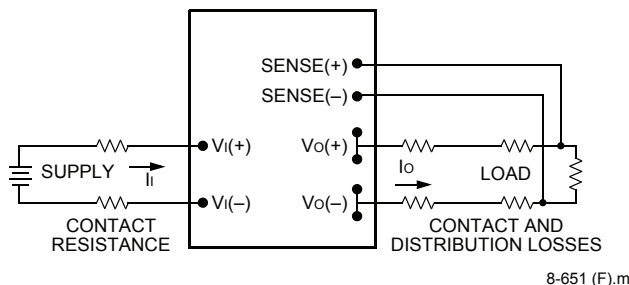 SENSE(+)
SENSE(–)
VI(+)
VO(+)
SUPPLY
II
IO
LOAD
VI(–)
VO(–)
CONTACT
RESISTANCE
CONTACT AND
DISTRIBUTION LOSSES
8-651 (F).m